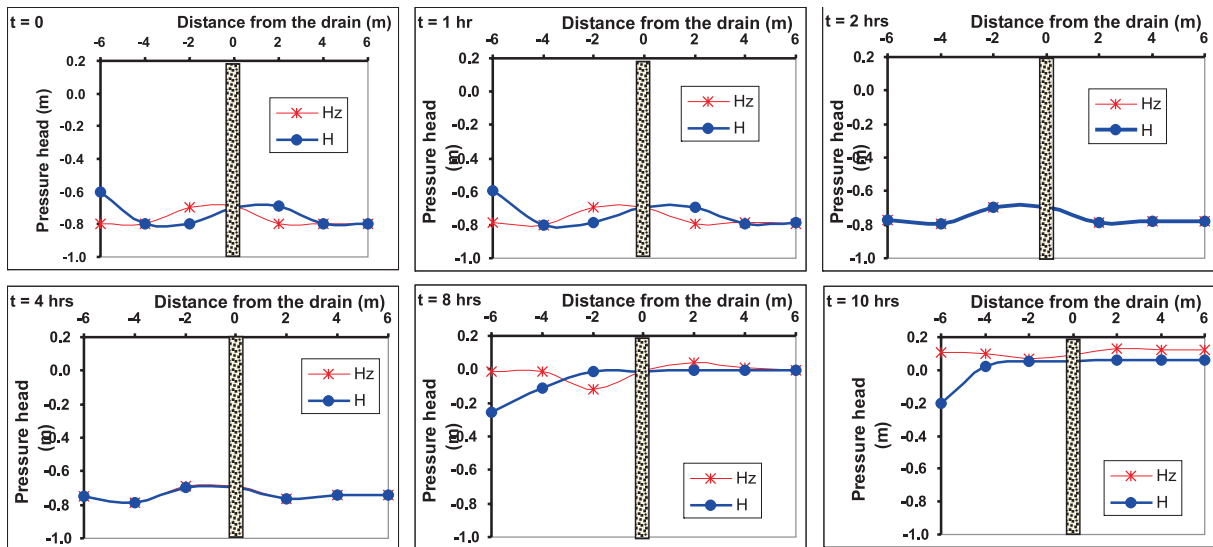 t = 0 Distance from the drain (m)
-6 -4 -2 0 2 4 6
0.2
0.0
-0.2
-0.4
-0.6
-0.8
-1.0
Pressure head (m)
Hz
H
t = 1 hr Distance from the drain (m)
-6 -4 -2 0 2 4 6
0.2
0.0
-0.2
-0.4
-0.6
-0.8
-1.0
Pressure head
(m)
Hz
H
t = 2 hrs Distance from the drain (m)
-6 -4 -2 0 2 4 6
0.2
0.0
-0.2
-0.4
-0.6
-0.8
-1.0
Pressure head
(m)
Hz
H
t = 4 hrs Distance from the drain (m)
-6 -4 -2 0 2 4 6
0.2
0.0
-0.2
-0.4
-0.6
-0.8
-1.0
Pressure head
(m)
Hz
H
t = 8 hrs Distance from the drain (m)
-6 -4 -2 0 2 4 6
0.2
0.0
-0.2
-0.4
-0.6
-0.8
-1.0
Pressure head
(m)
Hz
H
t = 10 hrs Distance from the drain (m)
-6 -4 -2 0 2 4 6
0.2
0.0
-0.2
-0.4
-0.6
-0.8
-1.0
Pressure head
(m)
Hz
H